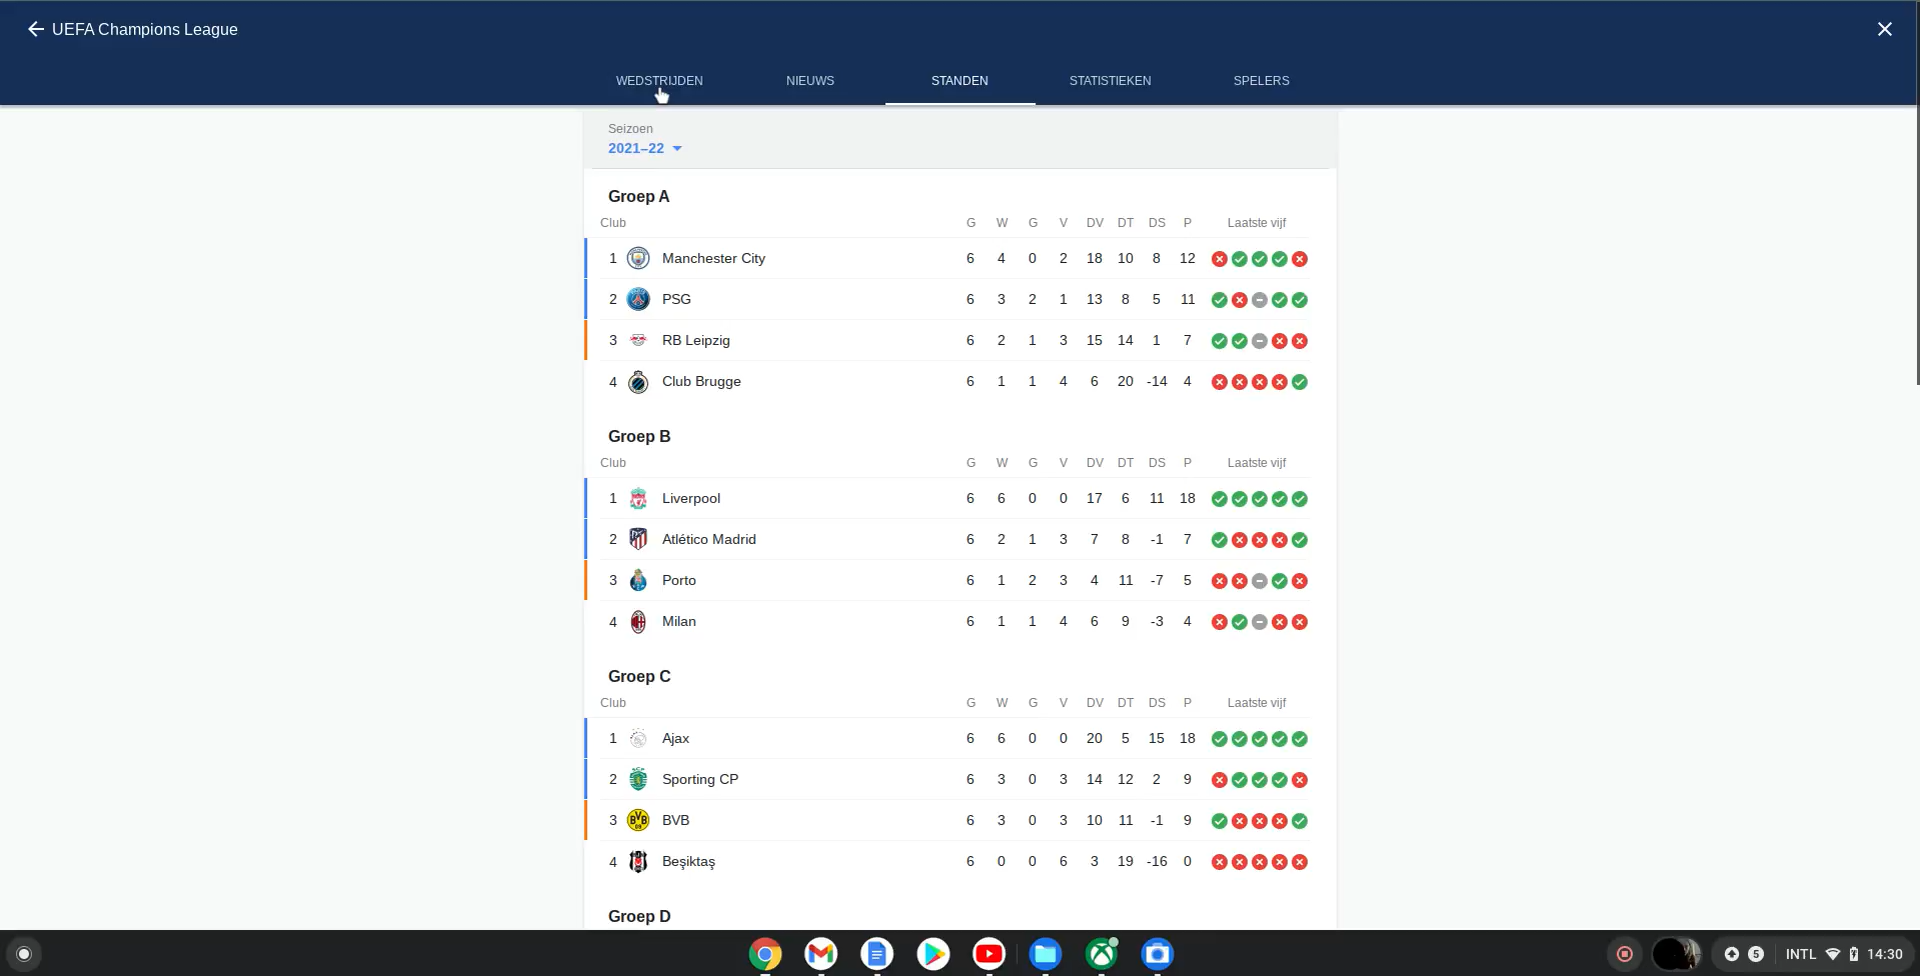 UEFA Champions League
WEDSTRIJDEN NIEUWS STANDEN STATISTIEKEN SPELERS
Seizoen
2021–22
Groep A
Club G W G V DV DT DS P Laatste vijf
1 Manchester City 6 4 0 2 18 10 8 12
2 PSG 6 3 2 1 13 8 5 11
3 RB Leipzig 6 2 1 3 15 14 1 7
4 Club Brugge 6 1 1 4 6 20 -14 4
Groep B
Club G W G V DV DT DS P Laatste vijf
1 Liverpool 6 6 0 0 17 6 11 18
2 Atlético Madrid 6 2 1 3 7 8 -1 7
3 Porto 6 1 2 3 4 11 -7 5
4 Milan 6 1 1 4 6 9 -3 4
Groep C
Club G W G V DV DT DS P Laatste vijf
1 Ajax 6 6 0 0 20 5 15 18
2 Sporting CP 6 3 0 3 14 12 2 9
3 BVB 6 3 0 3 10 11 -1 9
4 Beşiktaş 6 0 0 6 3 19 -16 0
Groep D
5 INTL 14:30